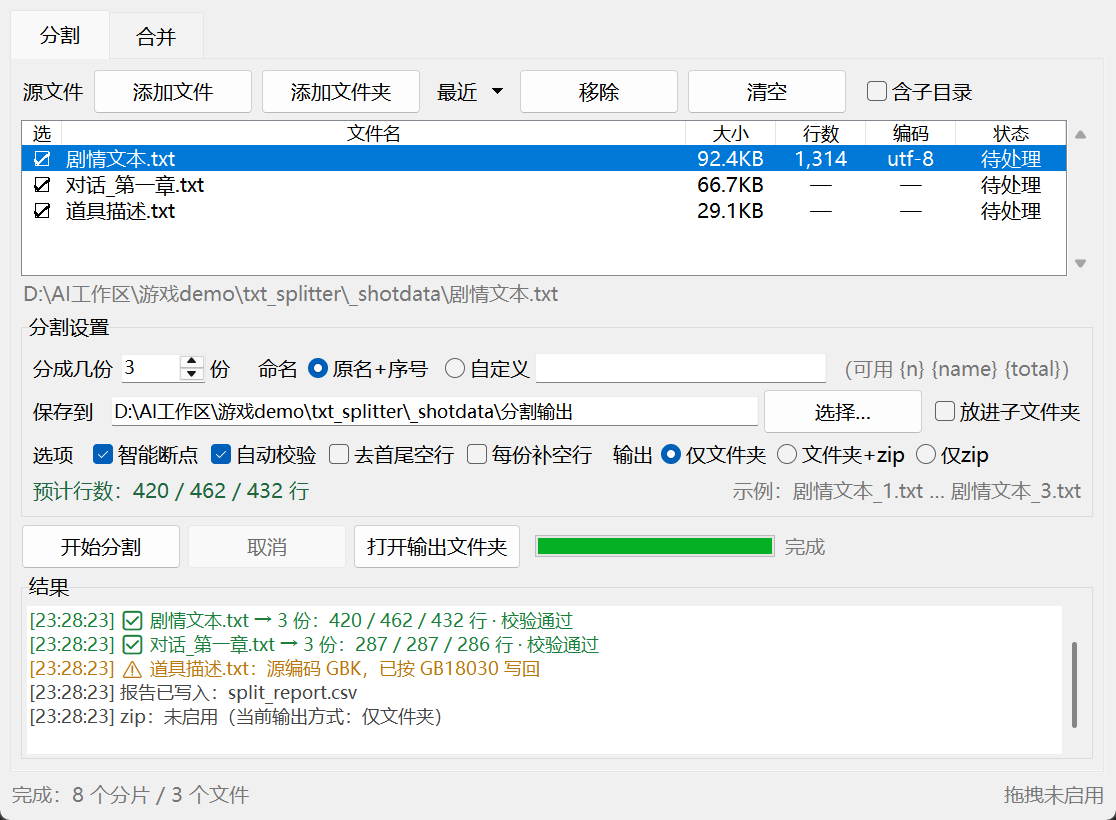 分割 合并
源文件 添加文件 添加文件夹 最近 移除 清空 含子目录
选 文件名 大小 行数 编码 状态
剧情文本.txt 92.4KB 1,314 utf-8 待处理
对话_第一章.txt 66.7KB — — 待处理
道具描述.txt 29.1KB — — 待处理
D:\AI工作区\游戏demo\txt_splitter\_shotdata\剧情文本.txt
分割设置
分成几份 3 份 命名 原名+序号 自定义 (可用 {n} {name} {total})
保存到 D:\AI工作区\游戏demo\txt_splitter\_shotdata\分割输出 选择... 放进子文件夹
选项 智能断点 自动校验 去首尾空行 每份补空行 输出 仅文件夹 文件夹+zip 仅zip
预计行数：420 / 462 / 432 行 示例：剧情文本_1.txt ... 剧情文本_3.txt
开始分割 取消 打开输出文件夹 完成
结果
[23:28:23] ☑ 剧情文本.txt → 3 份：420 / 462 / 432 行 · 校验通过
[23:28:23] ☑ 对话_第一章.txt → 3 份：287 / 287 / 286 行 · 校验通过
[23:28:23] ⚠ 道具描述.txt：源编码 GBK，已按 GB18030 写回
[23:28:23] 报告已写入：split_report.csv
[23:28:23] zip：未启用（当前输出方式：仅文件夹）
完成：8 个分片 / 3 个文件 拖拽未启用